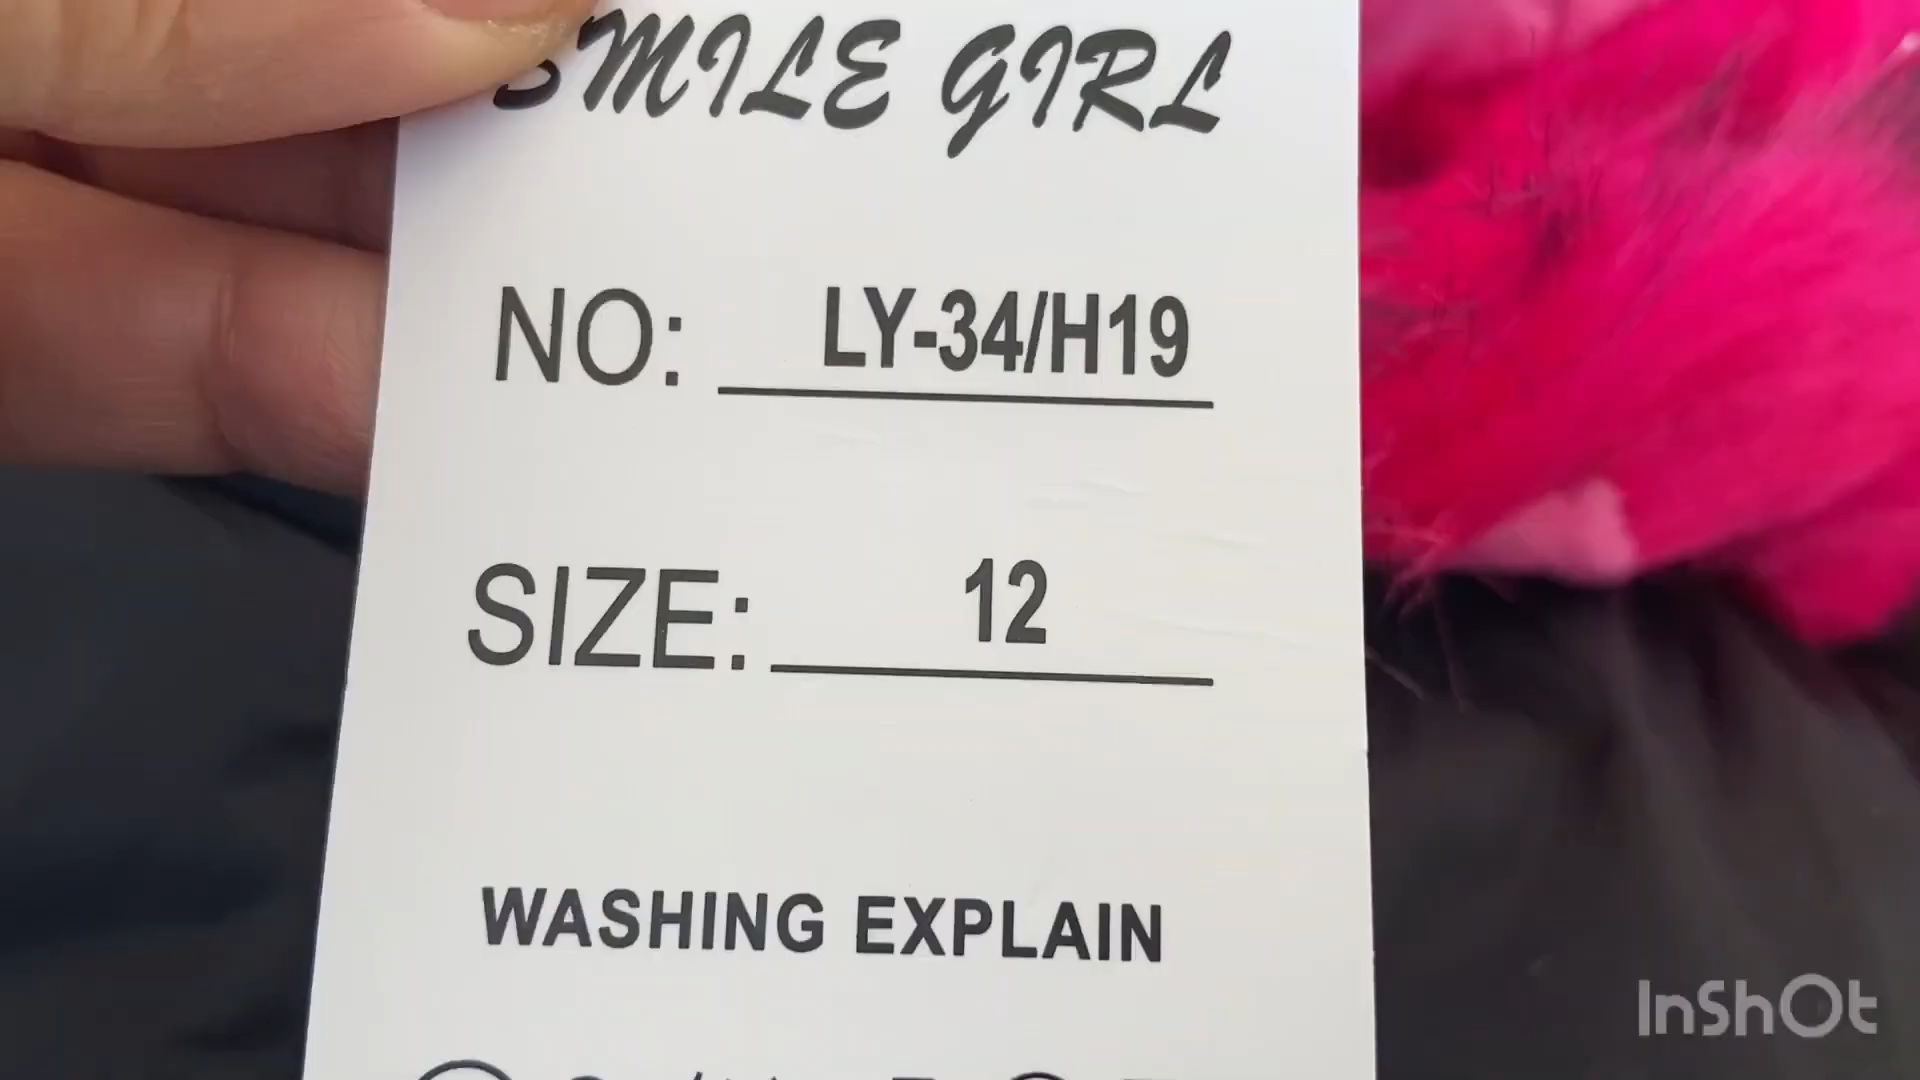 SMILE GIRL
NO: LY-34/H19
SIZE: 12
WASHING EXPLAIN
InShOt